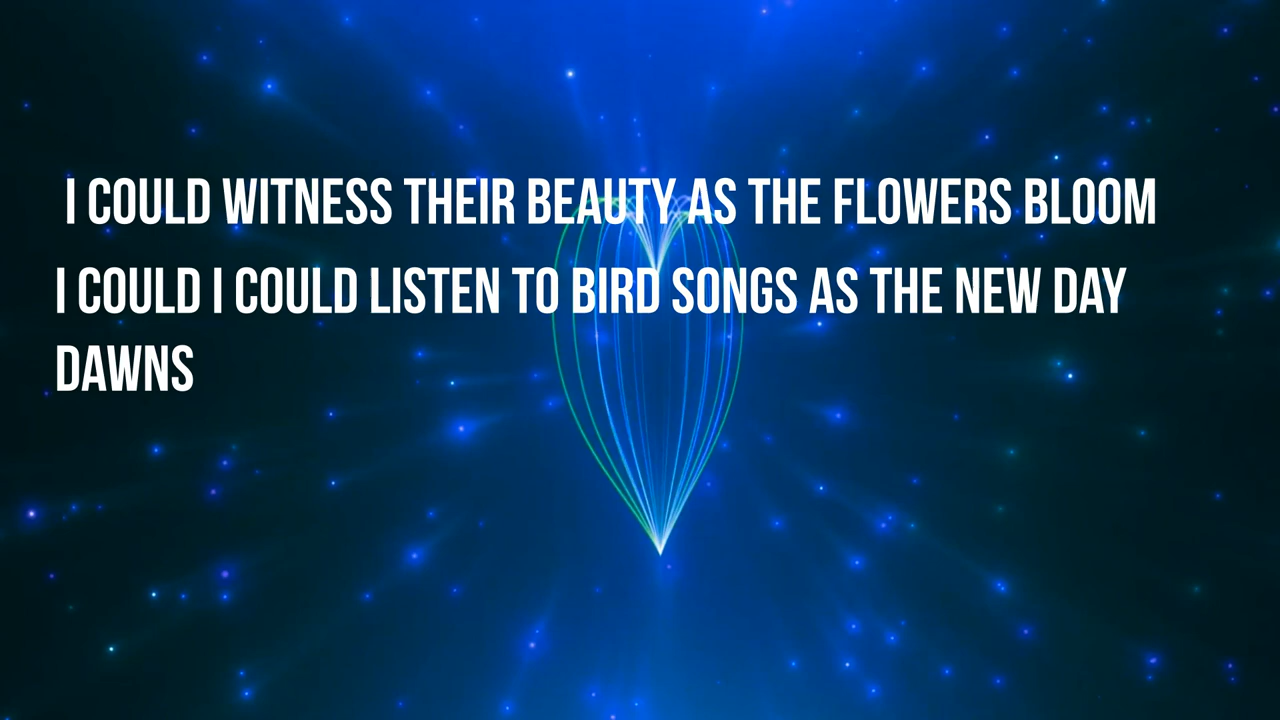 I COULD WITNESS THEIR BEAUTY AS THE FLOWERS BLOOM
I COULD I COULD LISTEN TO BIRD SONGS AS THE NEW DAY
DAWNS